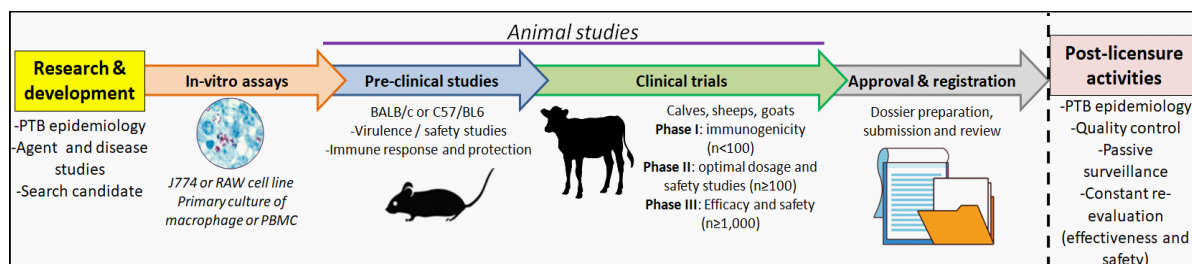 Animal studies
Research &
development
-PTB epidemiology
-Agent and disease
studies
-Search candidate
In-vitro assays
J774 or RAW cell line
Primary culture of
macrophage or PBMC
Pre-clinical studies
BALB/c or C57/BL6
-Virulence / safety studies
-Immune response and protection
Clinical trials
Calves, sheeps, goats
Phase I: immunogenicity
(n<100)
Phase II: optimal dosage and
safety studies (n≥100)
Phase III: Efficacy and safety
(n≥1,000)
Approval & registration
Dossier preparation,
submission and review
Post-licensure
activities
-PTB epidemiology
-Quality control
-Passive
surveillance
-Constant re-
evaluation
(effectiveness and
safety)